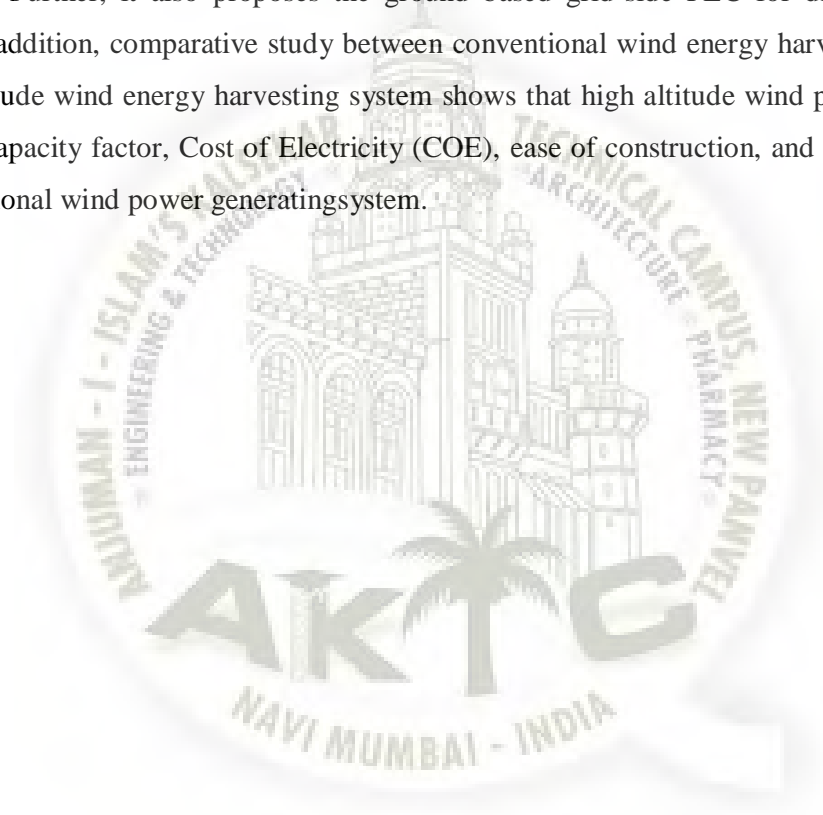 Further, it also proposes the ground based grid side PEC for d
addition, comparative study between conventional wind energy harv
ude wind energy harvesting system shows that high altitude wind p
apacity factor, Cost of Electricity (COE), ease of construction, and
onal wind power generatingsystem.
ANJUMAN - I - ISLAM'S KALSEKAR TECHNICAL CAMPUS, NEW PANVEL
ENGINEERING & TECHNOLOGY ARCHITECTURE PHARMACY
AKTC
NAVI MUMBAI - INDIA